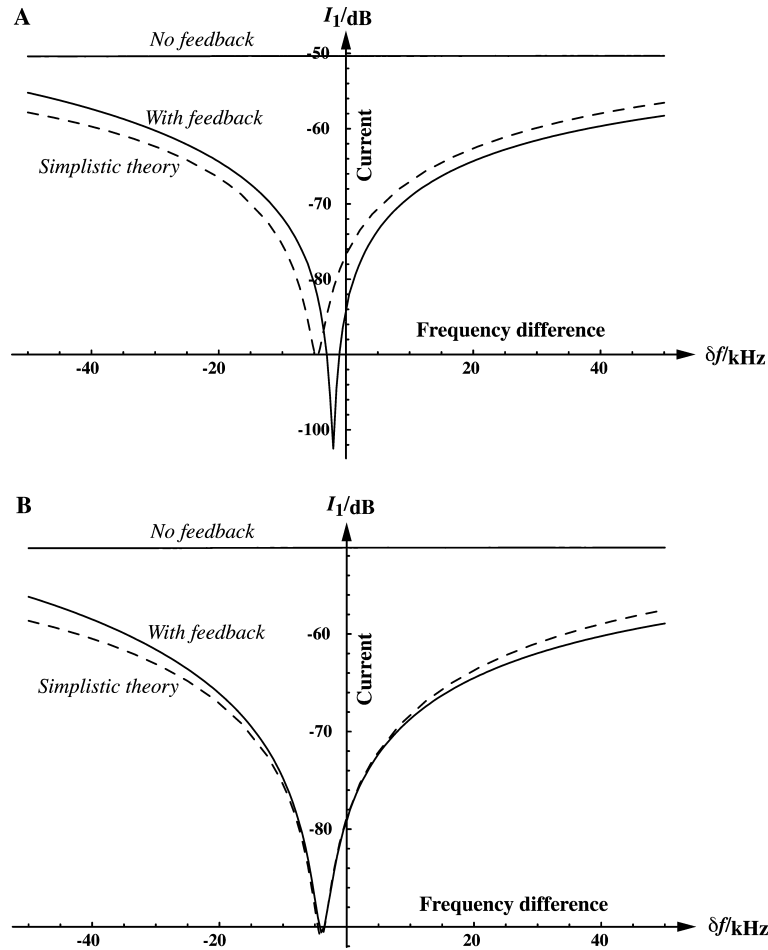 A
I₁/dB
No feedback
-50
With feedback
-60
Current
Simplistic theory
-70
-80
Frequency difference
δf/kHz
-40
-20
20
40
-100
B
I₁/dB
No feedback
With feedback
-60
Current
Simplistic theory
-70
-80
Frequency difference
δf/kHz
-40
-20
20
40